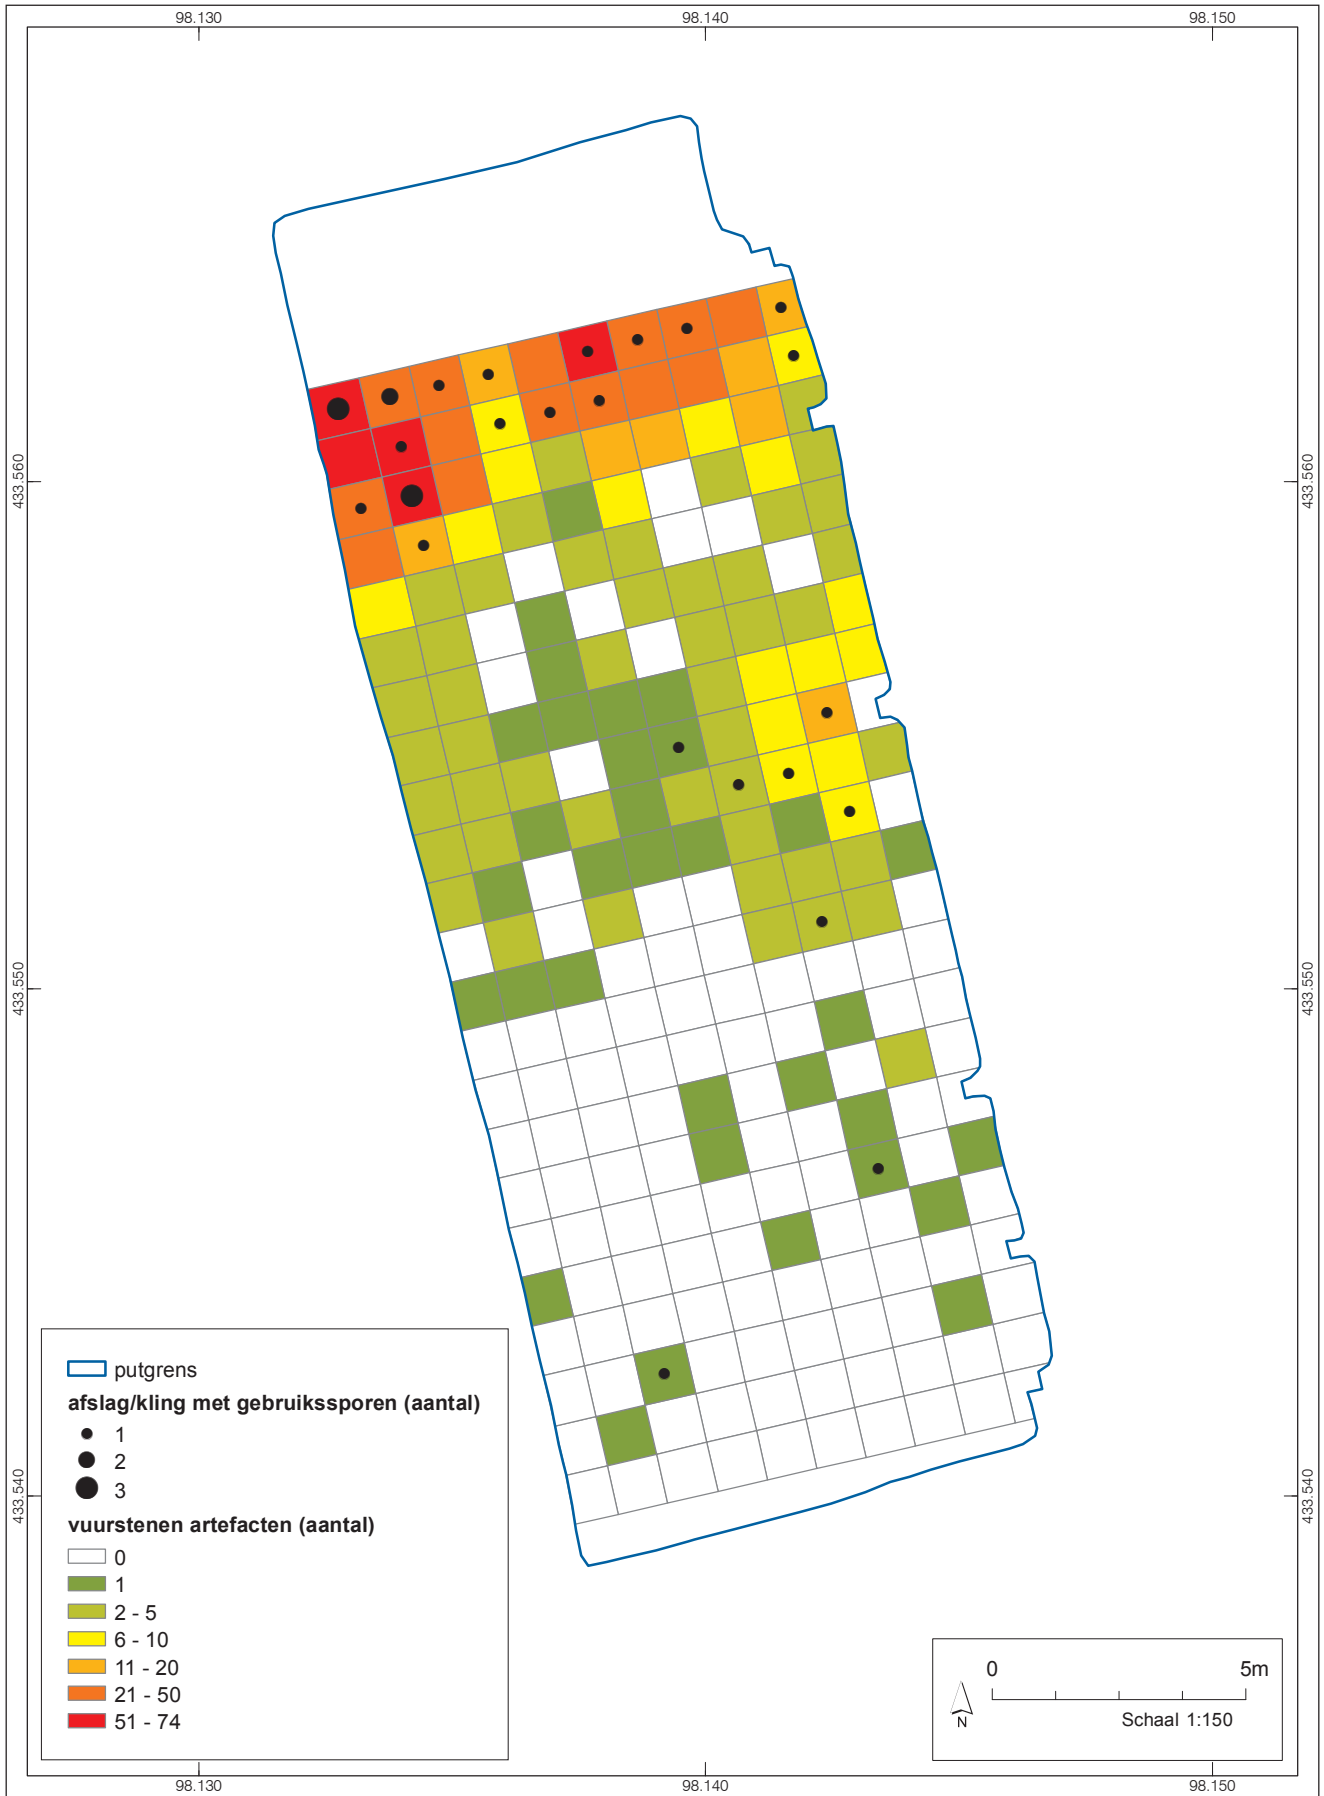 98.130 98.140 98.150
433.560 433.560
433.550 433.550
433.540 433.540
putgrens
afslag/kling met gebruikssporen (aantal)
1
2
3
vuurstenen artefacten (aantal)
0
1
2 - 5
6 - 10
11 - 20
21 - 50
51 - 74
0 5m
N
Schaal 1:150
98.130 98.140 98.150